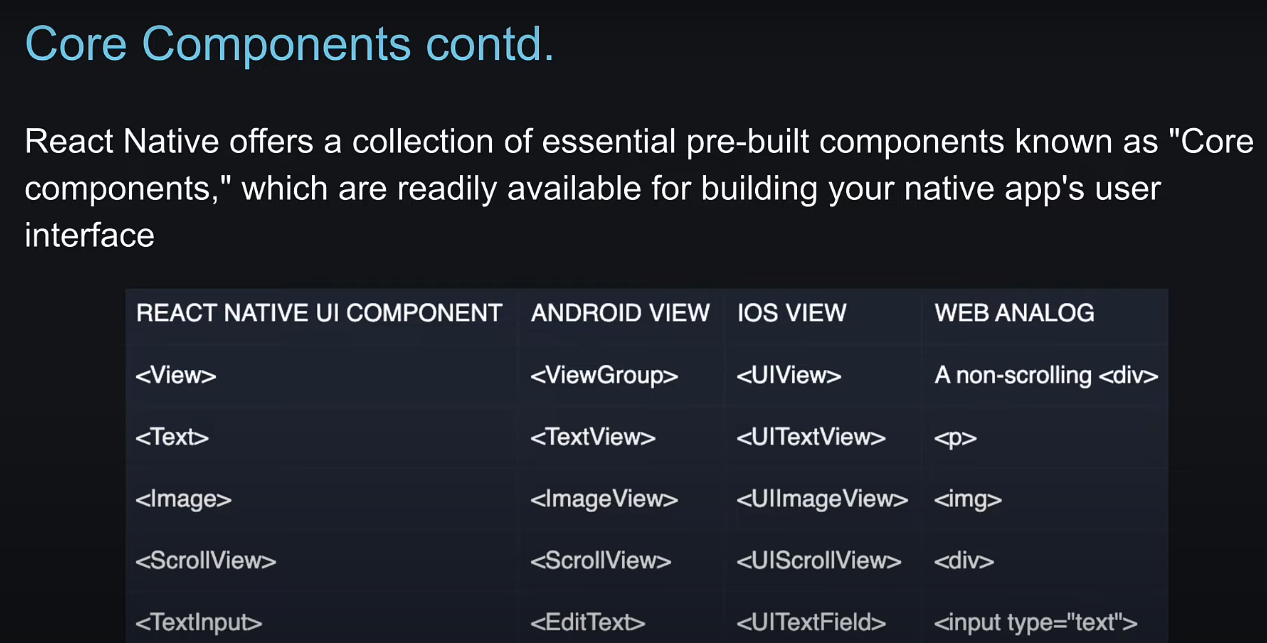 Core Components contd.
React Native offers a collection of essential pre-built components known as "Core
components," which are readily available for building your native app's user
interface
REACT NATIVE UI COMPONENT ANDROID VIEW IOS VIEW WEB ANALOG
<View> <ViewGroup> <UIView> A non-scrolling <div>
<Text> <TextView> <UITextView> <p>
<Image> <ImageView> <UIImageView> <img>
<ScrollView> <ScrollView> <UIScrollView> <div>
<TextInput> <EditText> <UITextField> <input type="text">